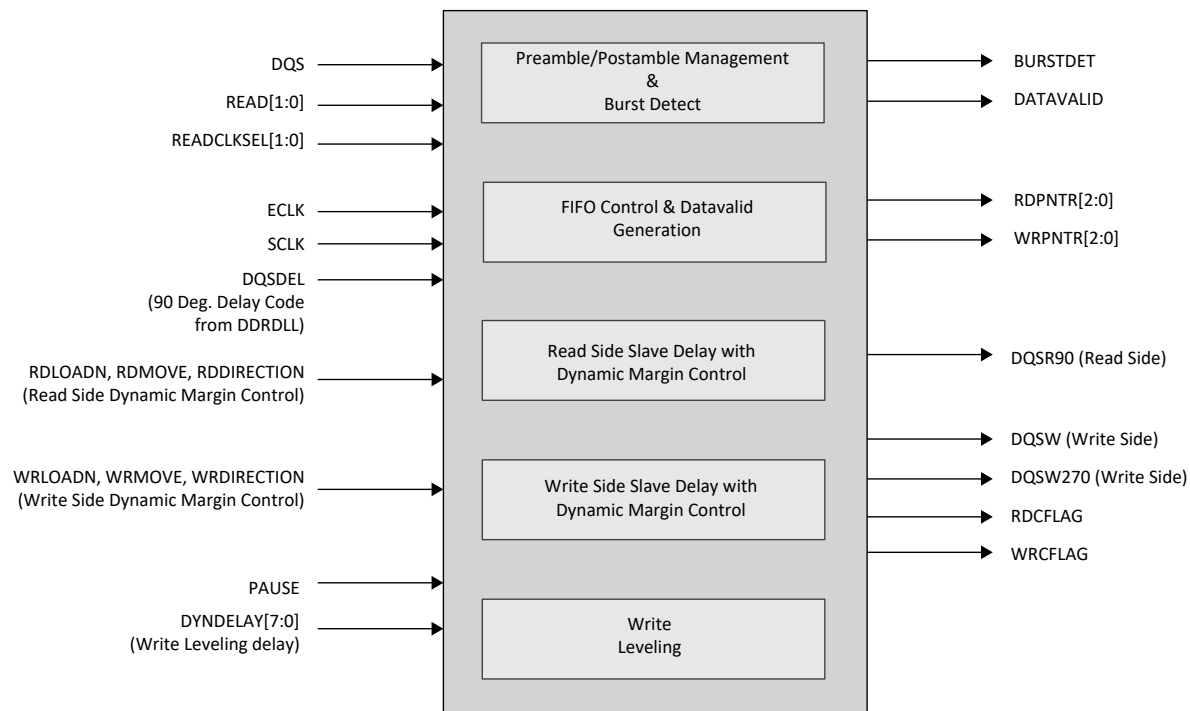 DQS
READ[1:0]
READCLKSEL[1:0]
ECLK
SCLK
DQSDEL
(90 Deg. Delay Code
from DDRDLL)
RDLOADN, RDMOVE, RDDIRECTION
(Read Side Dynamic Margin Control)
WRLOADN, WRMOVE, WRDIRECTION
(Write Side Dynamic Margin Control)
PAUSE
DYNDELAY[7:0]
(Write Leveling delay)
Preamble/Postamble Management
&
Burst Detect
FIFO Control & Datavalid
Generation
Read Side Slave Delay with
Dynamic Margin Control
Write Side Slave Delay with
Dynamic Margin Control
Write
Leveling
BURSTDET
DATAVALID
RDPNTR[2:0]
WRPNTR[2:0]
DQSR90 (Read Side)
DQSW (Write Side)
DQSW270 (Write Side)
RDCFLAG
WRCFLAG